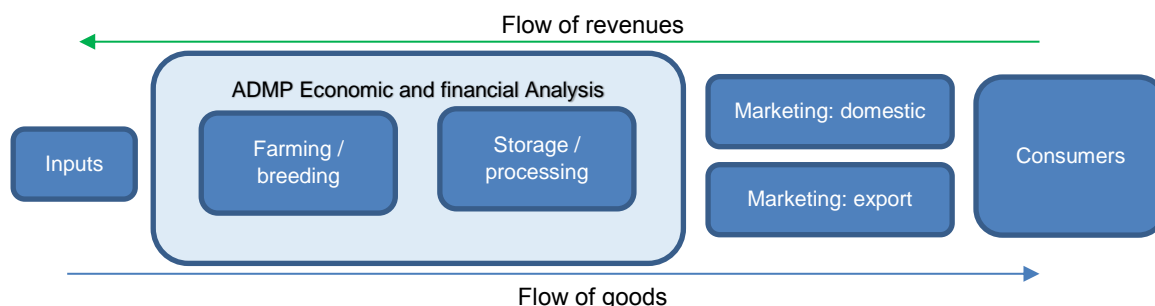 Flow of revenues
ADMP Economic and financial Analysis
Inputs
Farming /
breeding
Storage /
processing
Marketing: domestic
Marketing: export
Consumers
Flow of goods